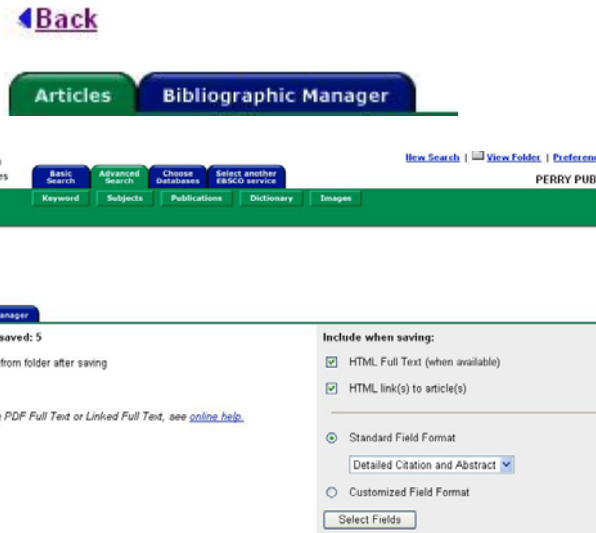 Back
Articles Bibliographic Manager
New Search | View Folder | Preferenc
Basic Search Advanced Search Choose Databases Select another EBSCO service
PERRY PUB
Keyword Subjects Publications Dictionary Images
anager
saved: 5
Include when saving:
from folder after saving
HTML Full Text (when available)
HTML link(s) to article(s)
PDF Full Text or Linked Full Text, see online help.
Standard Field Format
Detailed Citation and Abstract
Customized Field Format
Select Fields